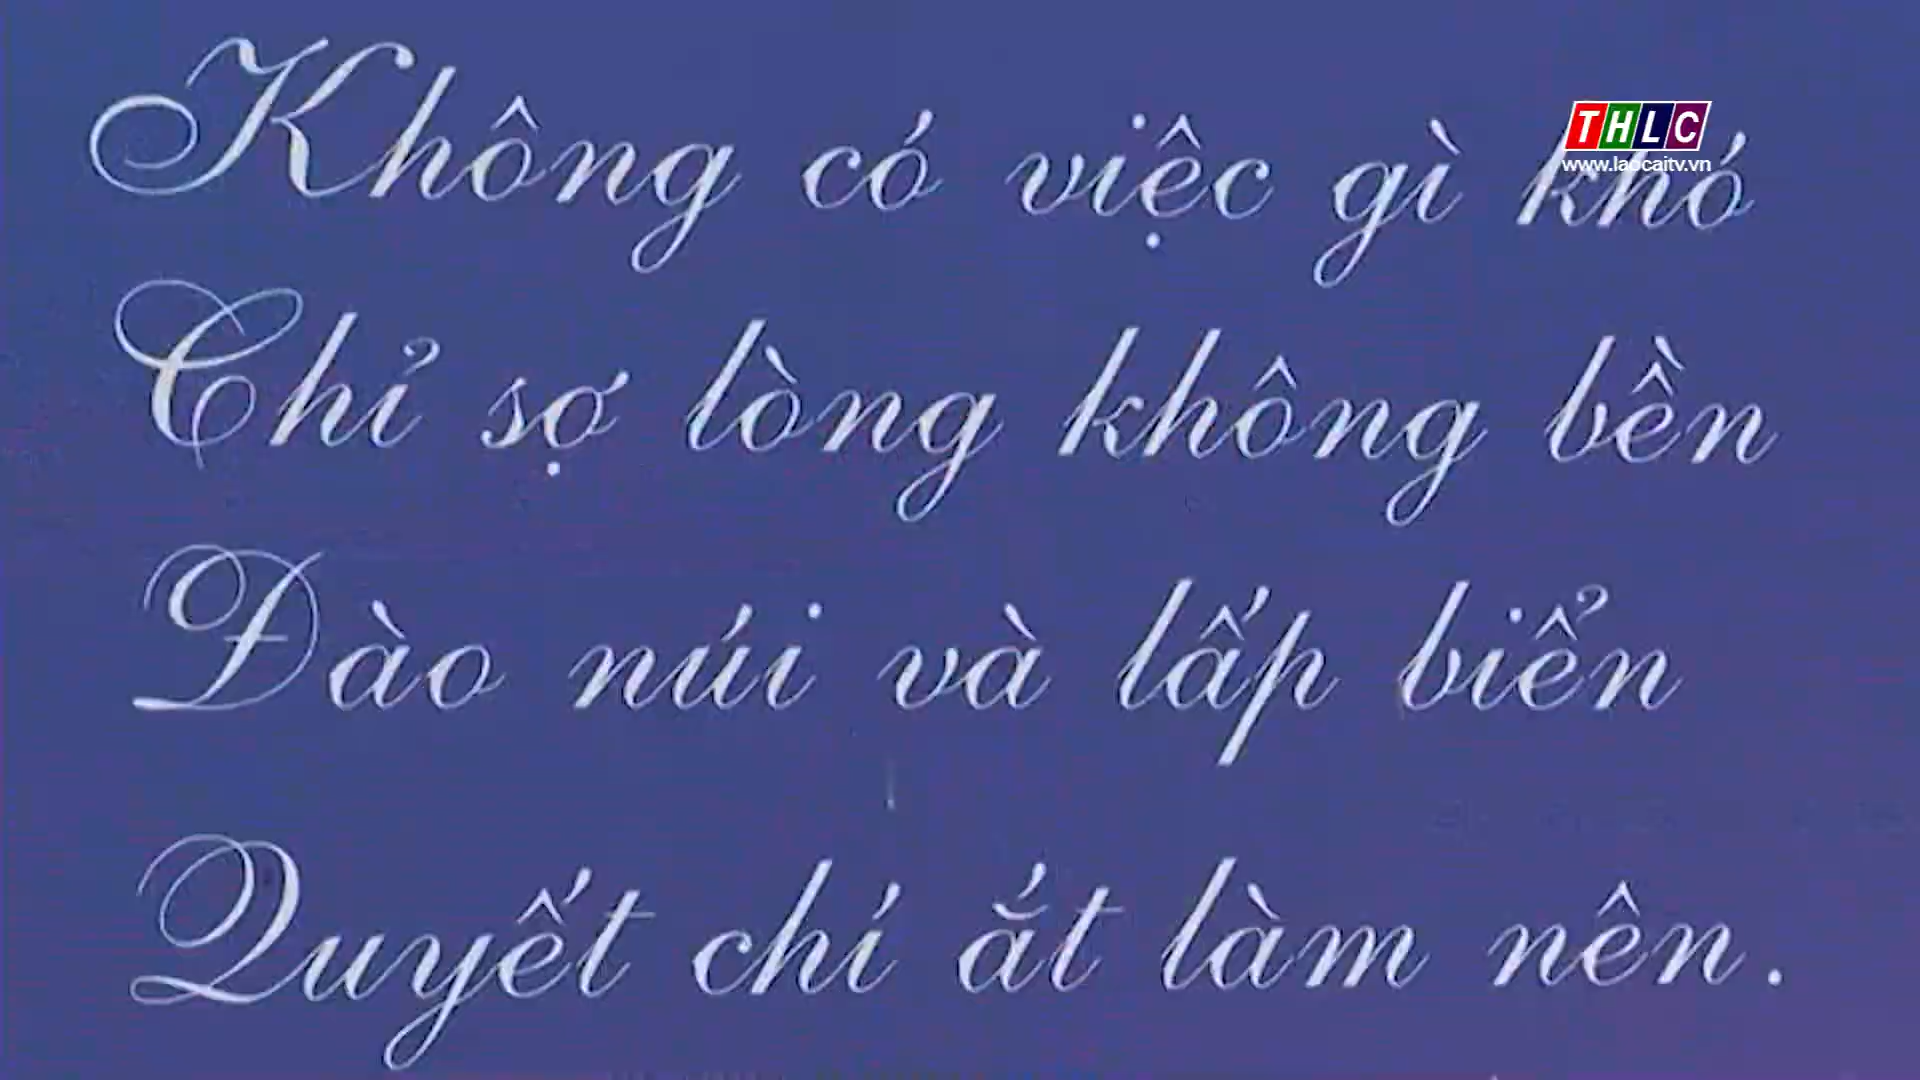 THLC
www.laocaitv.vn
Không có việc gì khó
Chỉ sợ lòng không bền
Đào núi và lấp biển
Quyết chí ắt làm nên.